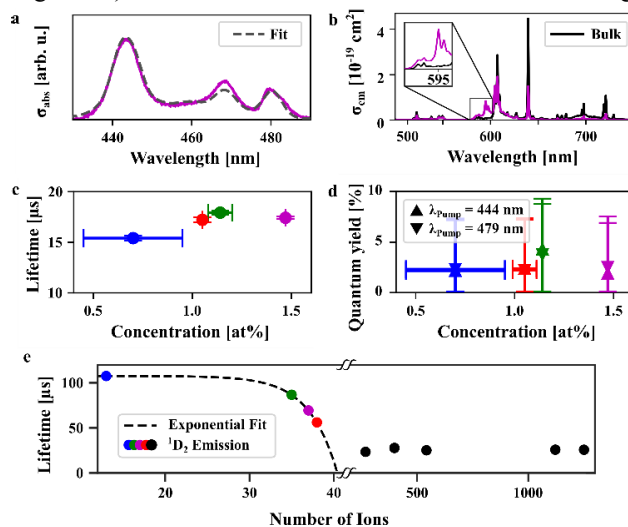 a
Fit
σabs [arb. u.]
440 460 480
Wavelength [nm]
b
Bulk
595
σem [10⁻¹⁹ cm²]
4
3
2
1
0
500 600 700
Wavelength [nm]
c
Lifetime [μs]
20
15
10
0.5 1.0 1.5
Concentration [at%]
d
λPump = 444 nm
λPump = 479 nm
Quantum yield [%]
10
5
0
0.5 1.0 1.5
Concentration [at%]
e
Lifetime [μs]
100
50
0
Exponential Fit
¹D₂ Emission
20 30 40 500 1000
Number of Ions